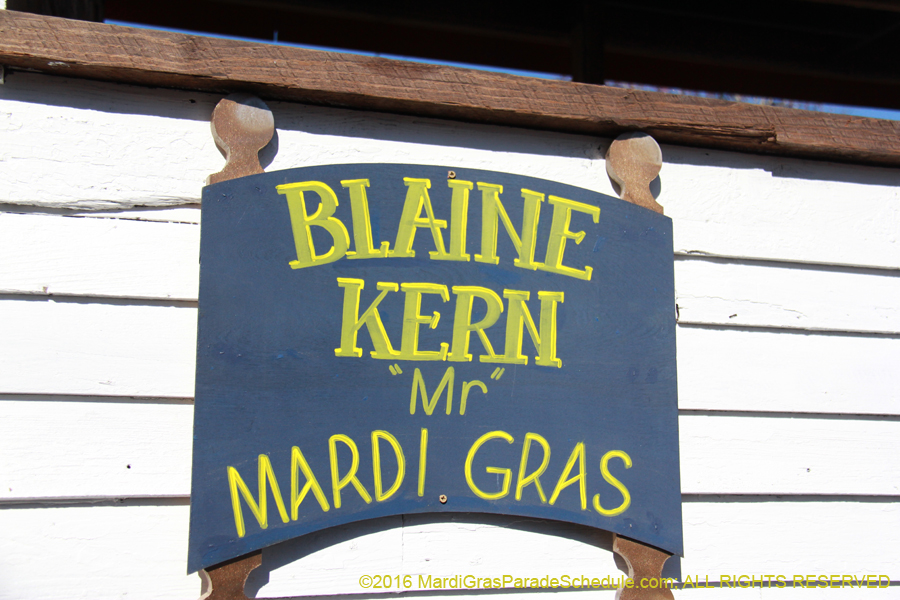 BLAINE
KERN
"Mr"
MARDI GRAS
©2016 MardiGrasParadeSchedule.com, ALL RIGHTS RESERVED